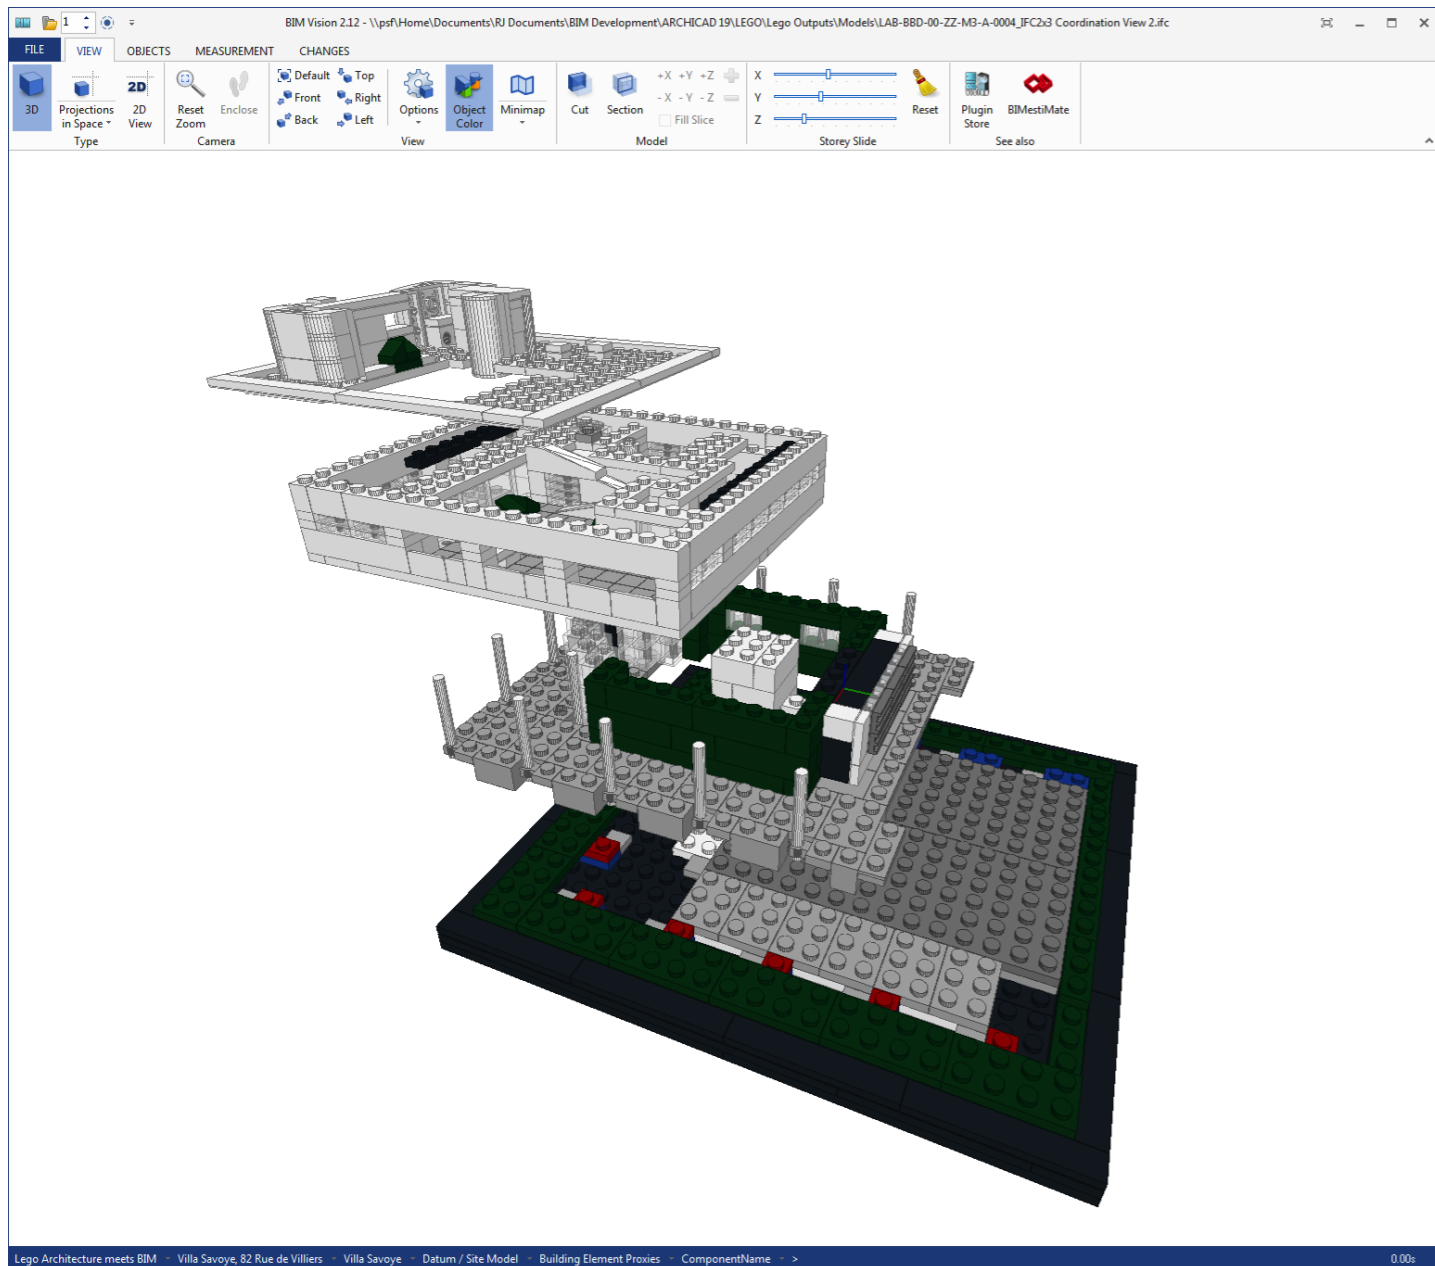 1
BIM Vision 2.12 - \\psf\Home\Documents\RJ Documents\BIM Development\ARCHICAD 19\LEGO\Lego Outputs\Models\LAB-BBD-00-ZZ-M3-A-0004_IFC2x3 Coordination View 2.ifc
FILE VIEW OBJECTS MEASUREMENT CHANGES
3D
Projections in Space
2D
2D View
Type
Reset Zoom
Enclose
Camera
Default Top
Front Right
Back Left
Options
Object Color
Minimap
View
Cut
Section
+X +Y +Z
-X -Y -Z
Fill Slice
Model
X
Y
Z
Reset
Storey Slide
Plugin Store
BIMestiMate
See also
Lego Architecture meets BIM Villa Savoye, 82 Rue de Villiers Villa Savoye Datum / Site Model Building Element Proxies ComponentName > 0.00s